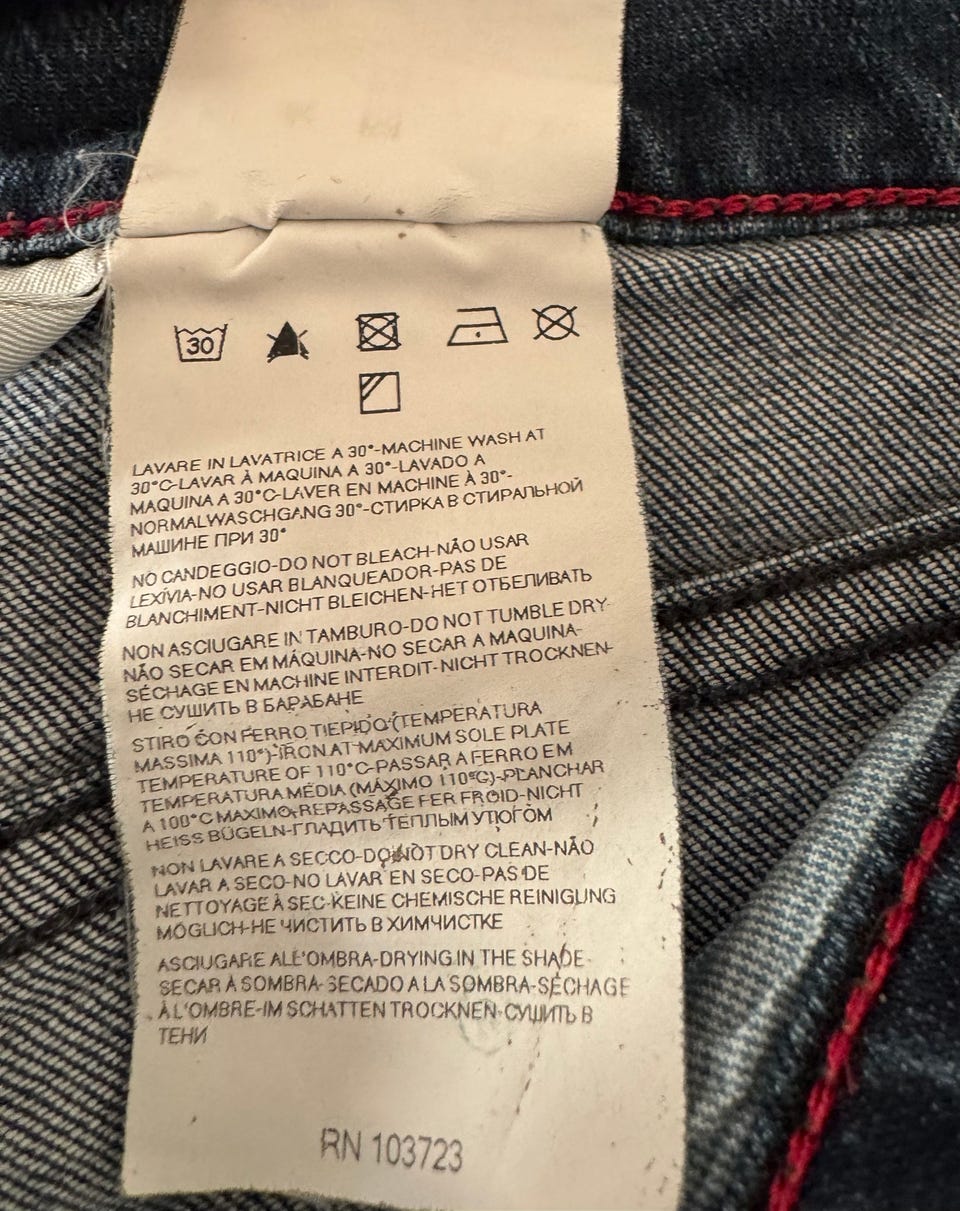 30
LAVARE IN LAVATRICE A 30°-MACHINE WASH AT
30°C-LAVAR À MAQUINA A 30°-LAVADO A
MAQUINA A 30°C-LAVER EN MACHINE À 30°-
NORMALWASCHGANG 30°-СТИРКА В СТИРАЛЬНОЙ
МАШИНЕ ПРИ 30°
NO CANDEGGIO-DO NOT BLEACH-NÃO USAR
LEXÍVIA-NO USAR BLANQUEADOR-PAS DE
BLANCHIMENT-NICHT BLEICHEN-НЕТ ОТБЕЛИВАТЬ
NON ASCIUGARE IN TAMBURO-DO NOT TUMBLE DRY-
NÃO SECAR EM MÁQUINA-NO SECAR A MAQUINA-
SÉCHAGE EN MACHINE INTERDIT-NICHT TROCKNEN-
НЕ СУШИТЬ В БАРАБАНЕ
STIRO CON FERRO TIEPIDO (TEMPERATURA
MASSIMA 110°)-IRON AT MAXIMUM SOLE PLATE
TEMPERATURE OF 110°C-PASSAR A FERRO EM
TEMPERATURA MÉDIA (MÁXIMO 110°C)-PLANCHAR
A 100°C MAXIMO-REPASSAGE FER FROID-NICHT
HEISS BÜGELN-ГЛАДИТЬ ТЕПЛЫМ УТЮГОМ
NON LAVARE A SECCO-DO NOT DRY CLEAN-NÃO
LAVAR A SECO-NO LAVAR EN SECO-PAS DE
NETTOYAGE À SEC-KEINE CHEMISCHE REINIGUNG
MÖGLICH-НЕ ЧИСТИТЬ В ХИМЧИСТКЕ
ASCIUGARE ALL'OMBRA-DRYING IN THE SHADE-
SECAR À SOMBRA-SECADO A LA SOMBRA-SÉCHAGE
À L'OMBRE-IM SCHATTEN TROCKNEN-СУШИТЬ В
ТЕНИ
RN 103723